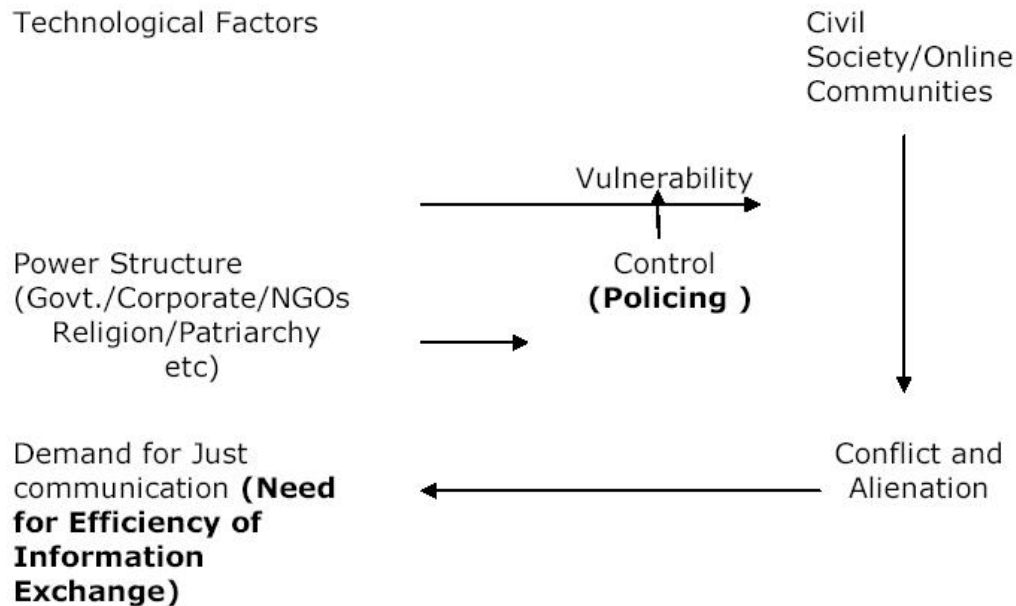 Technological Factors
Civil
Society/Online
Communities
Vulnerability
Power Structure
(Govt./Corporate/NGOs
Religion/Patriarchy
etc)
Control
(Policing )
Demand for Just
communication (Need
for Efficiency of
Information
Exchange)
Conflict and
Alienation